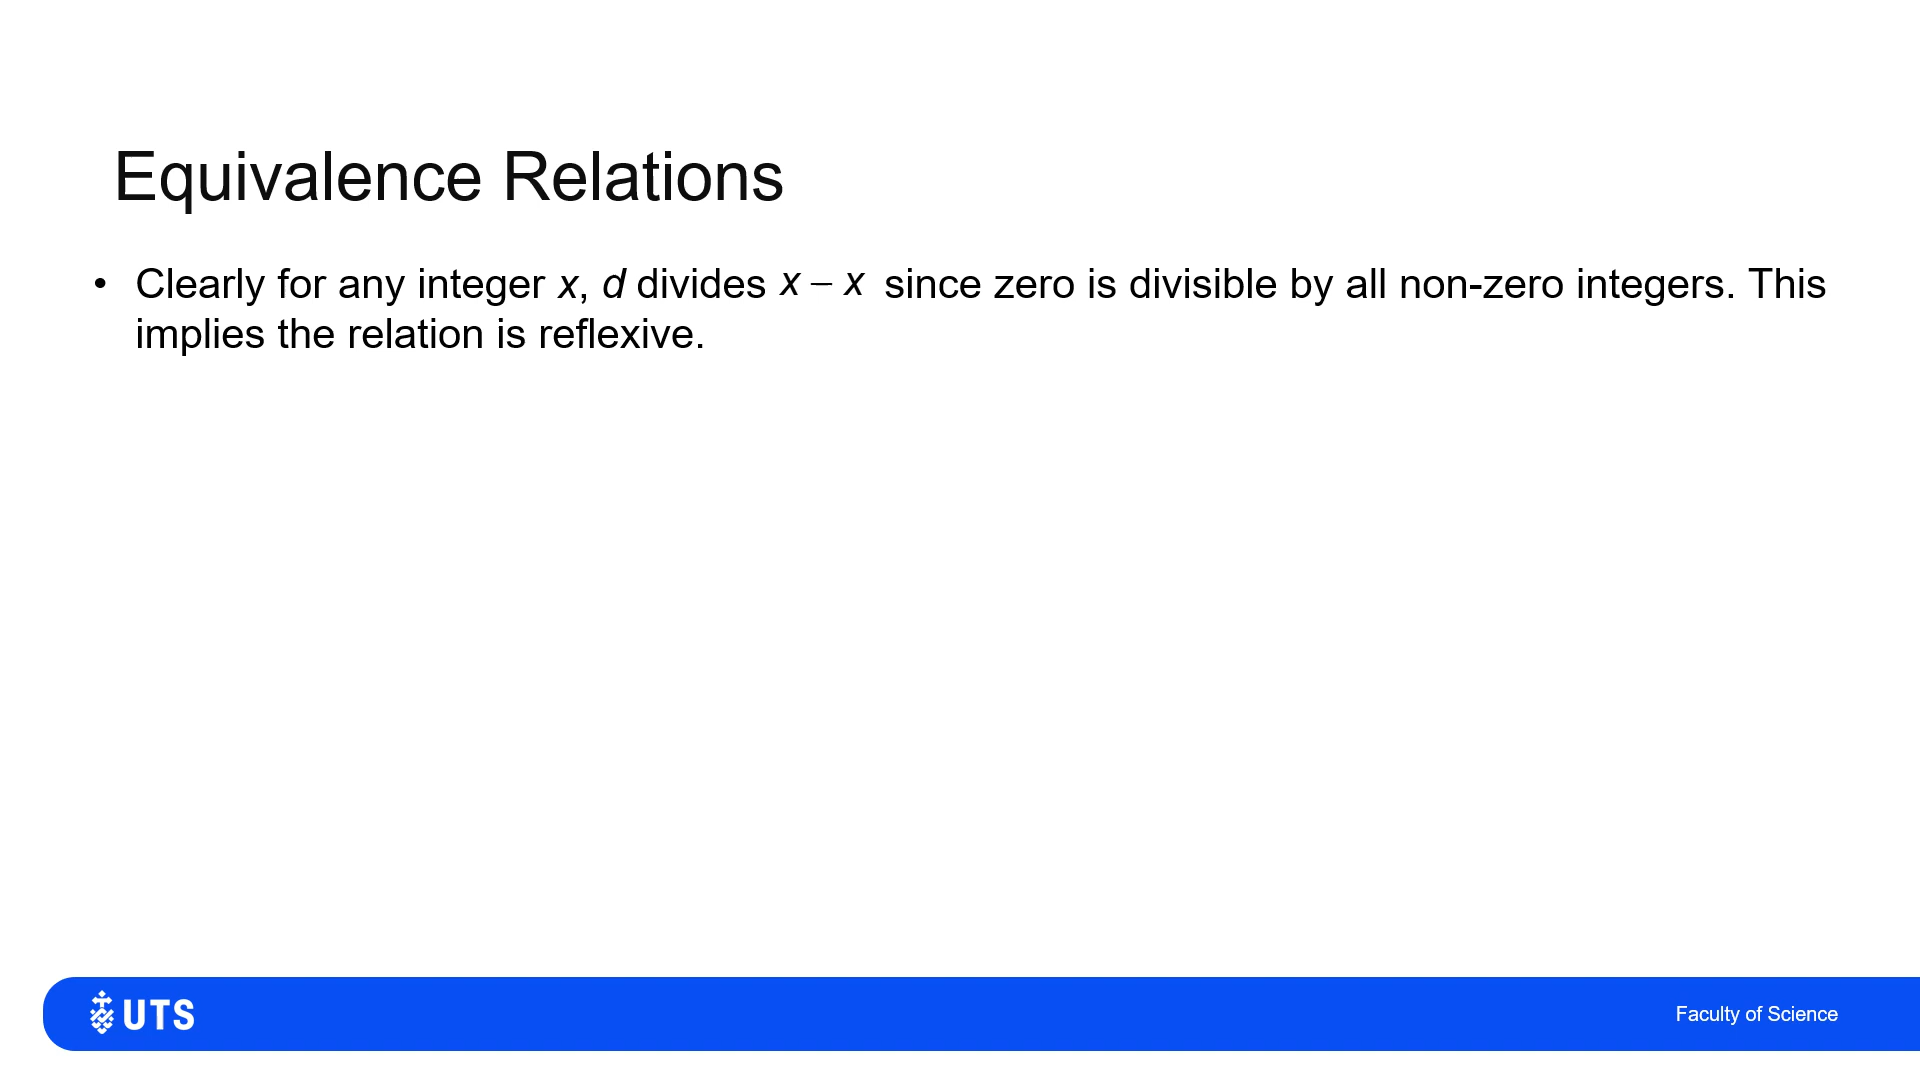 Equivalence Relations
• Clearly for any integer x, d divides x – x since zero is divisible by all non-zero integers. This
implies the relation is reflexive.
UTS
Faculty of Science